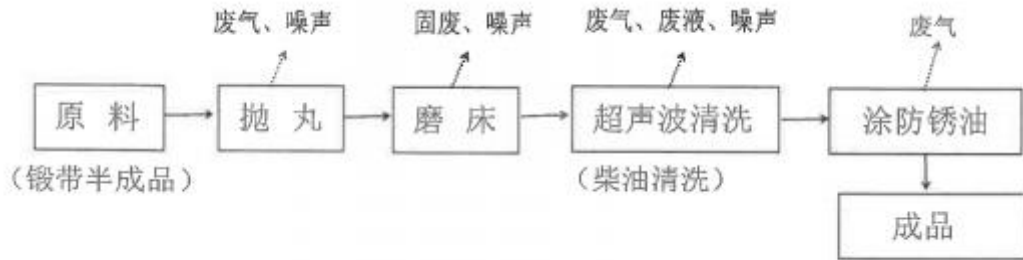 废气、噪声
固废、噪声
废气、废液、噪声
废气
原料
抛丸
磨床
超声波清洗
涂防锈油
（锻带半成品）
（柴油清洗）
成品